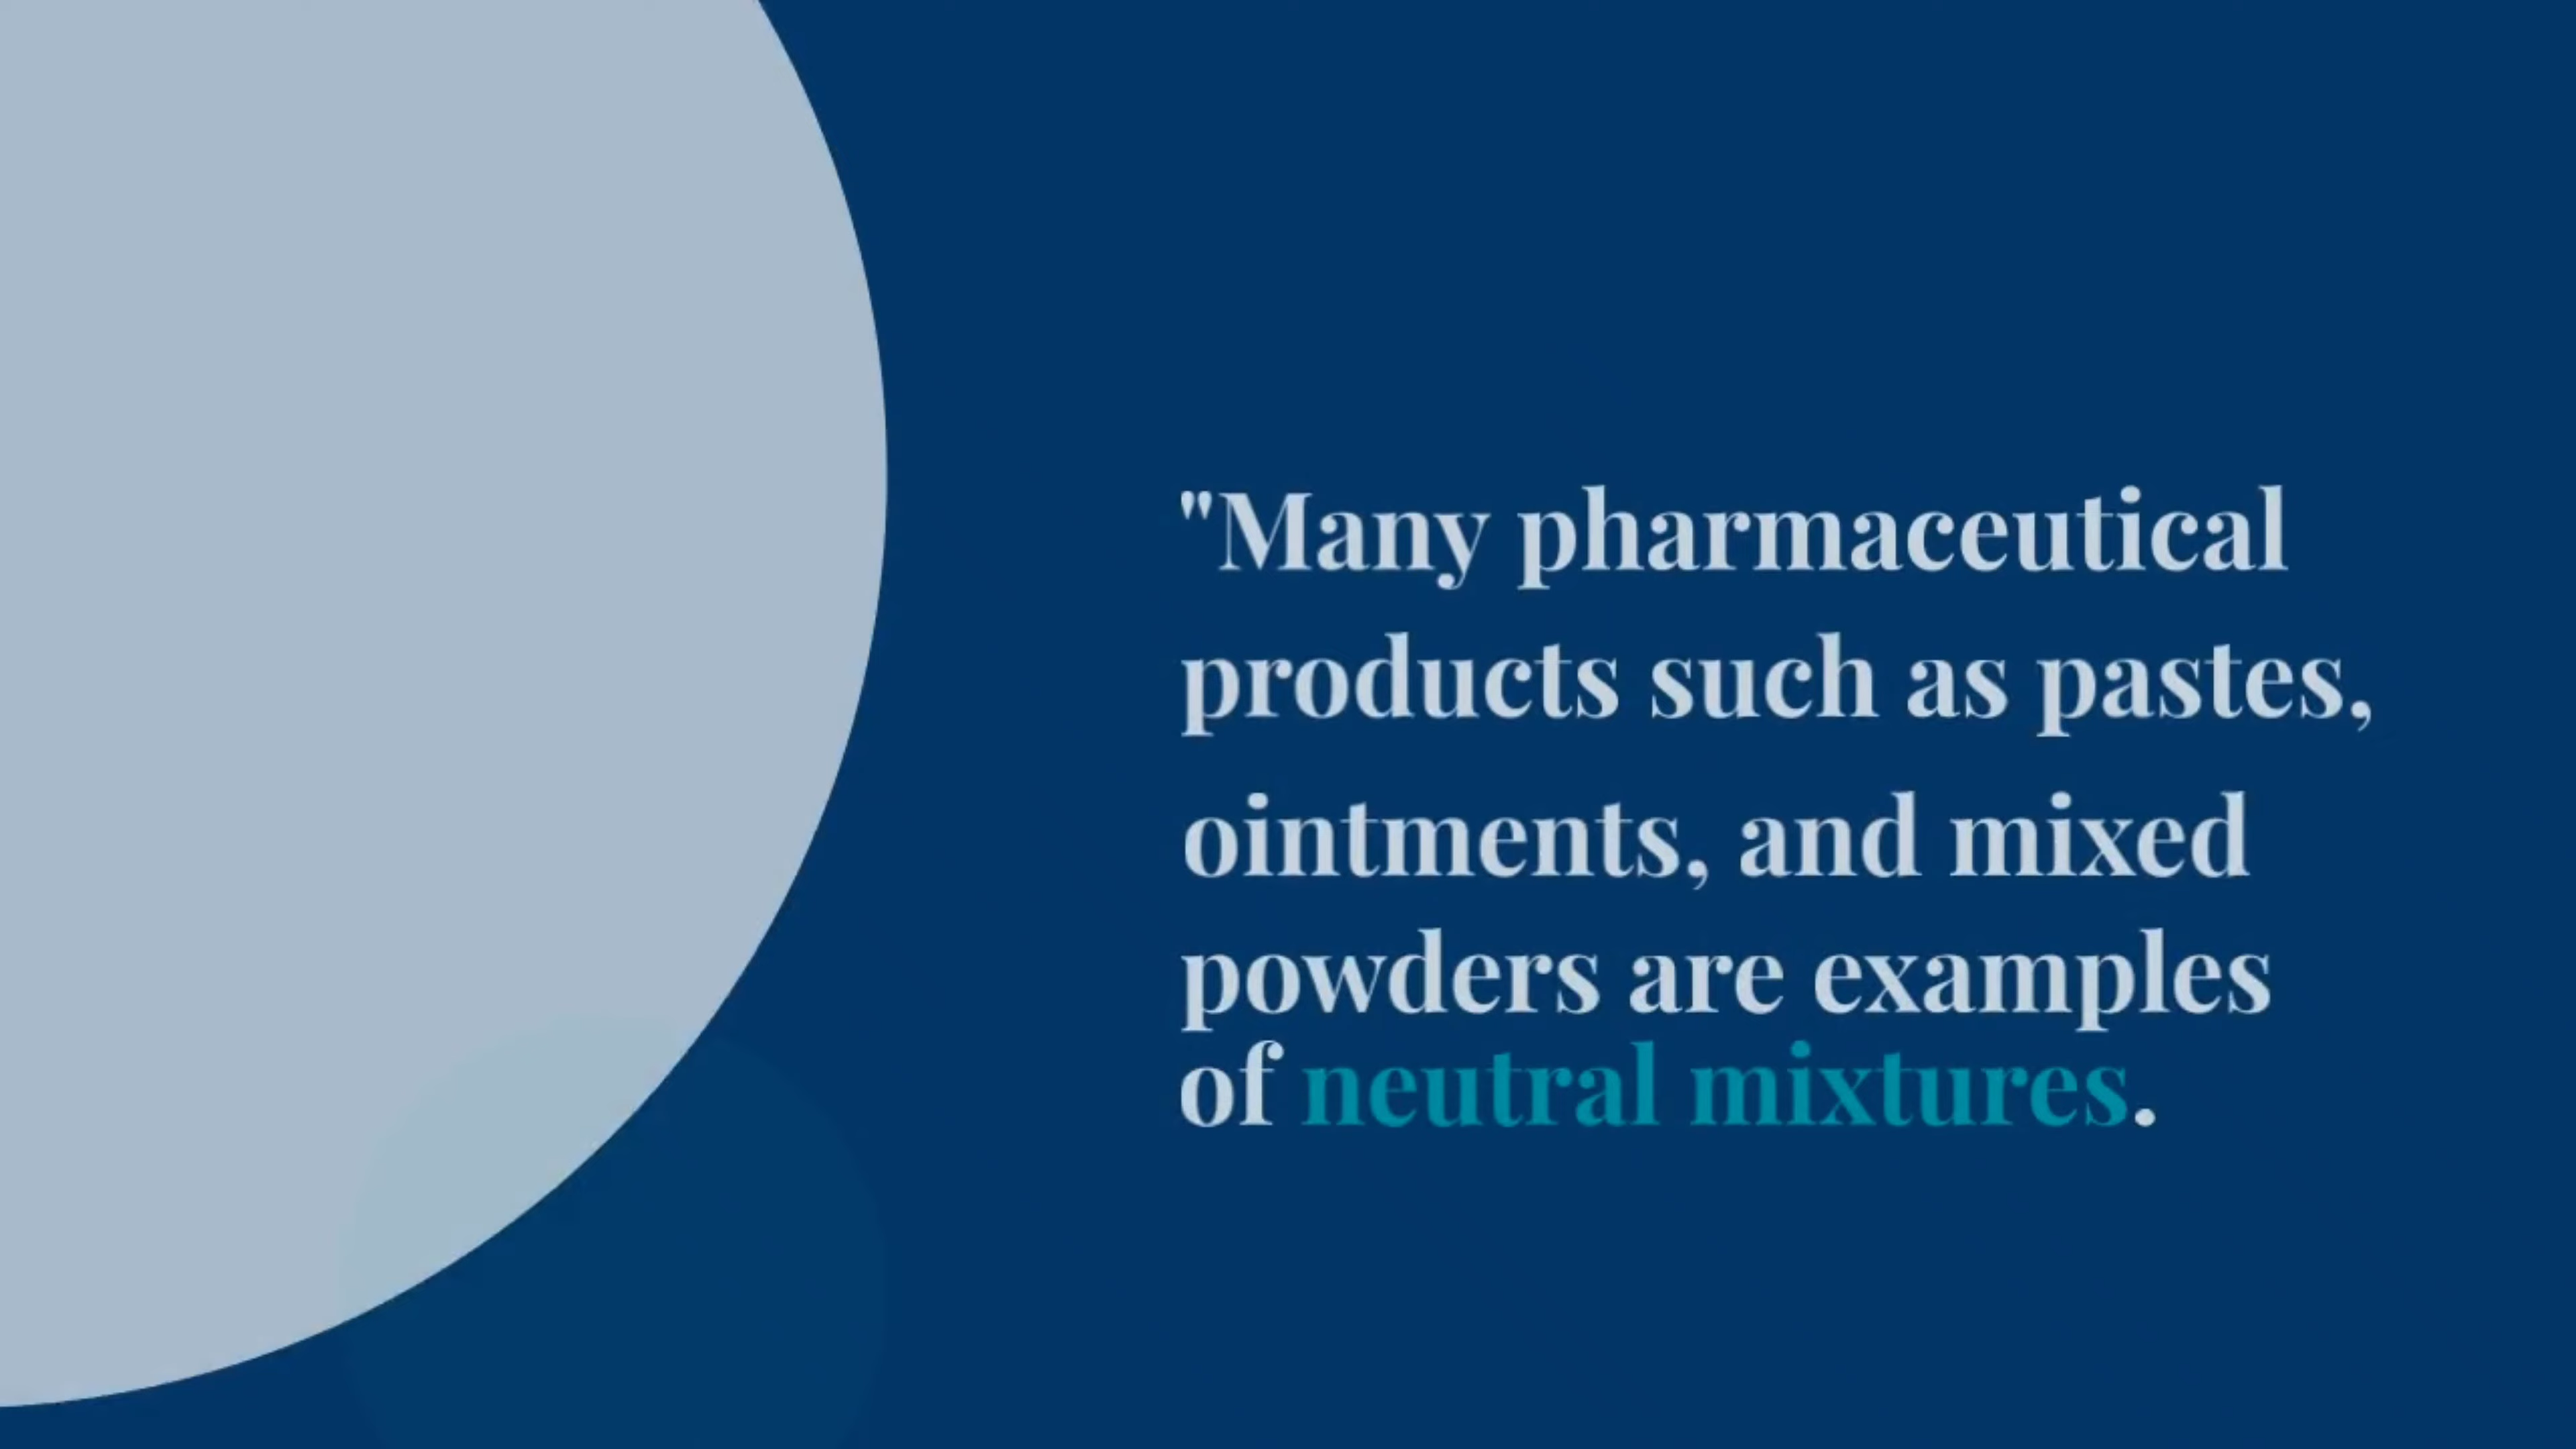 "Many pharmaceutical
products such as pastes,
ointments, and mixed
powders are examples
of neutral mixtures.